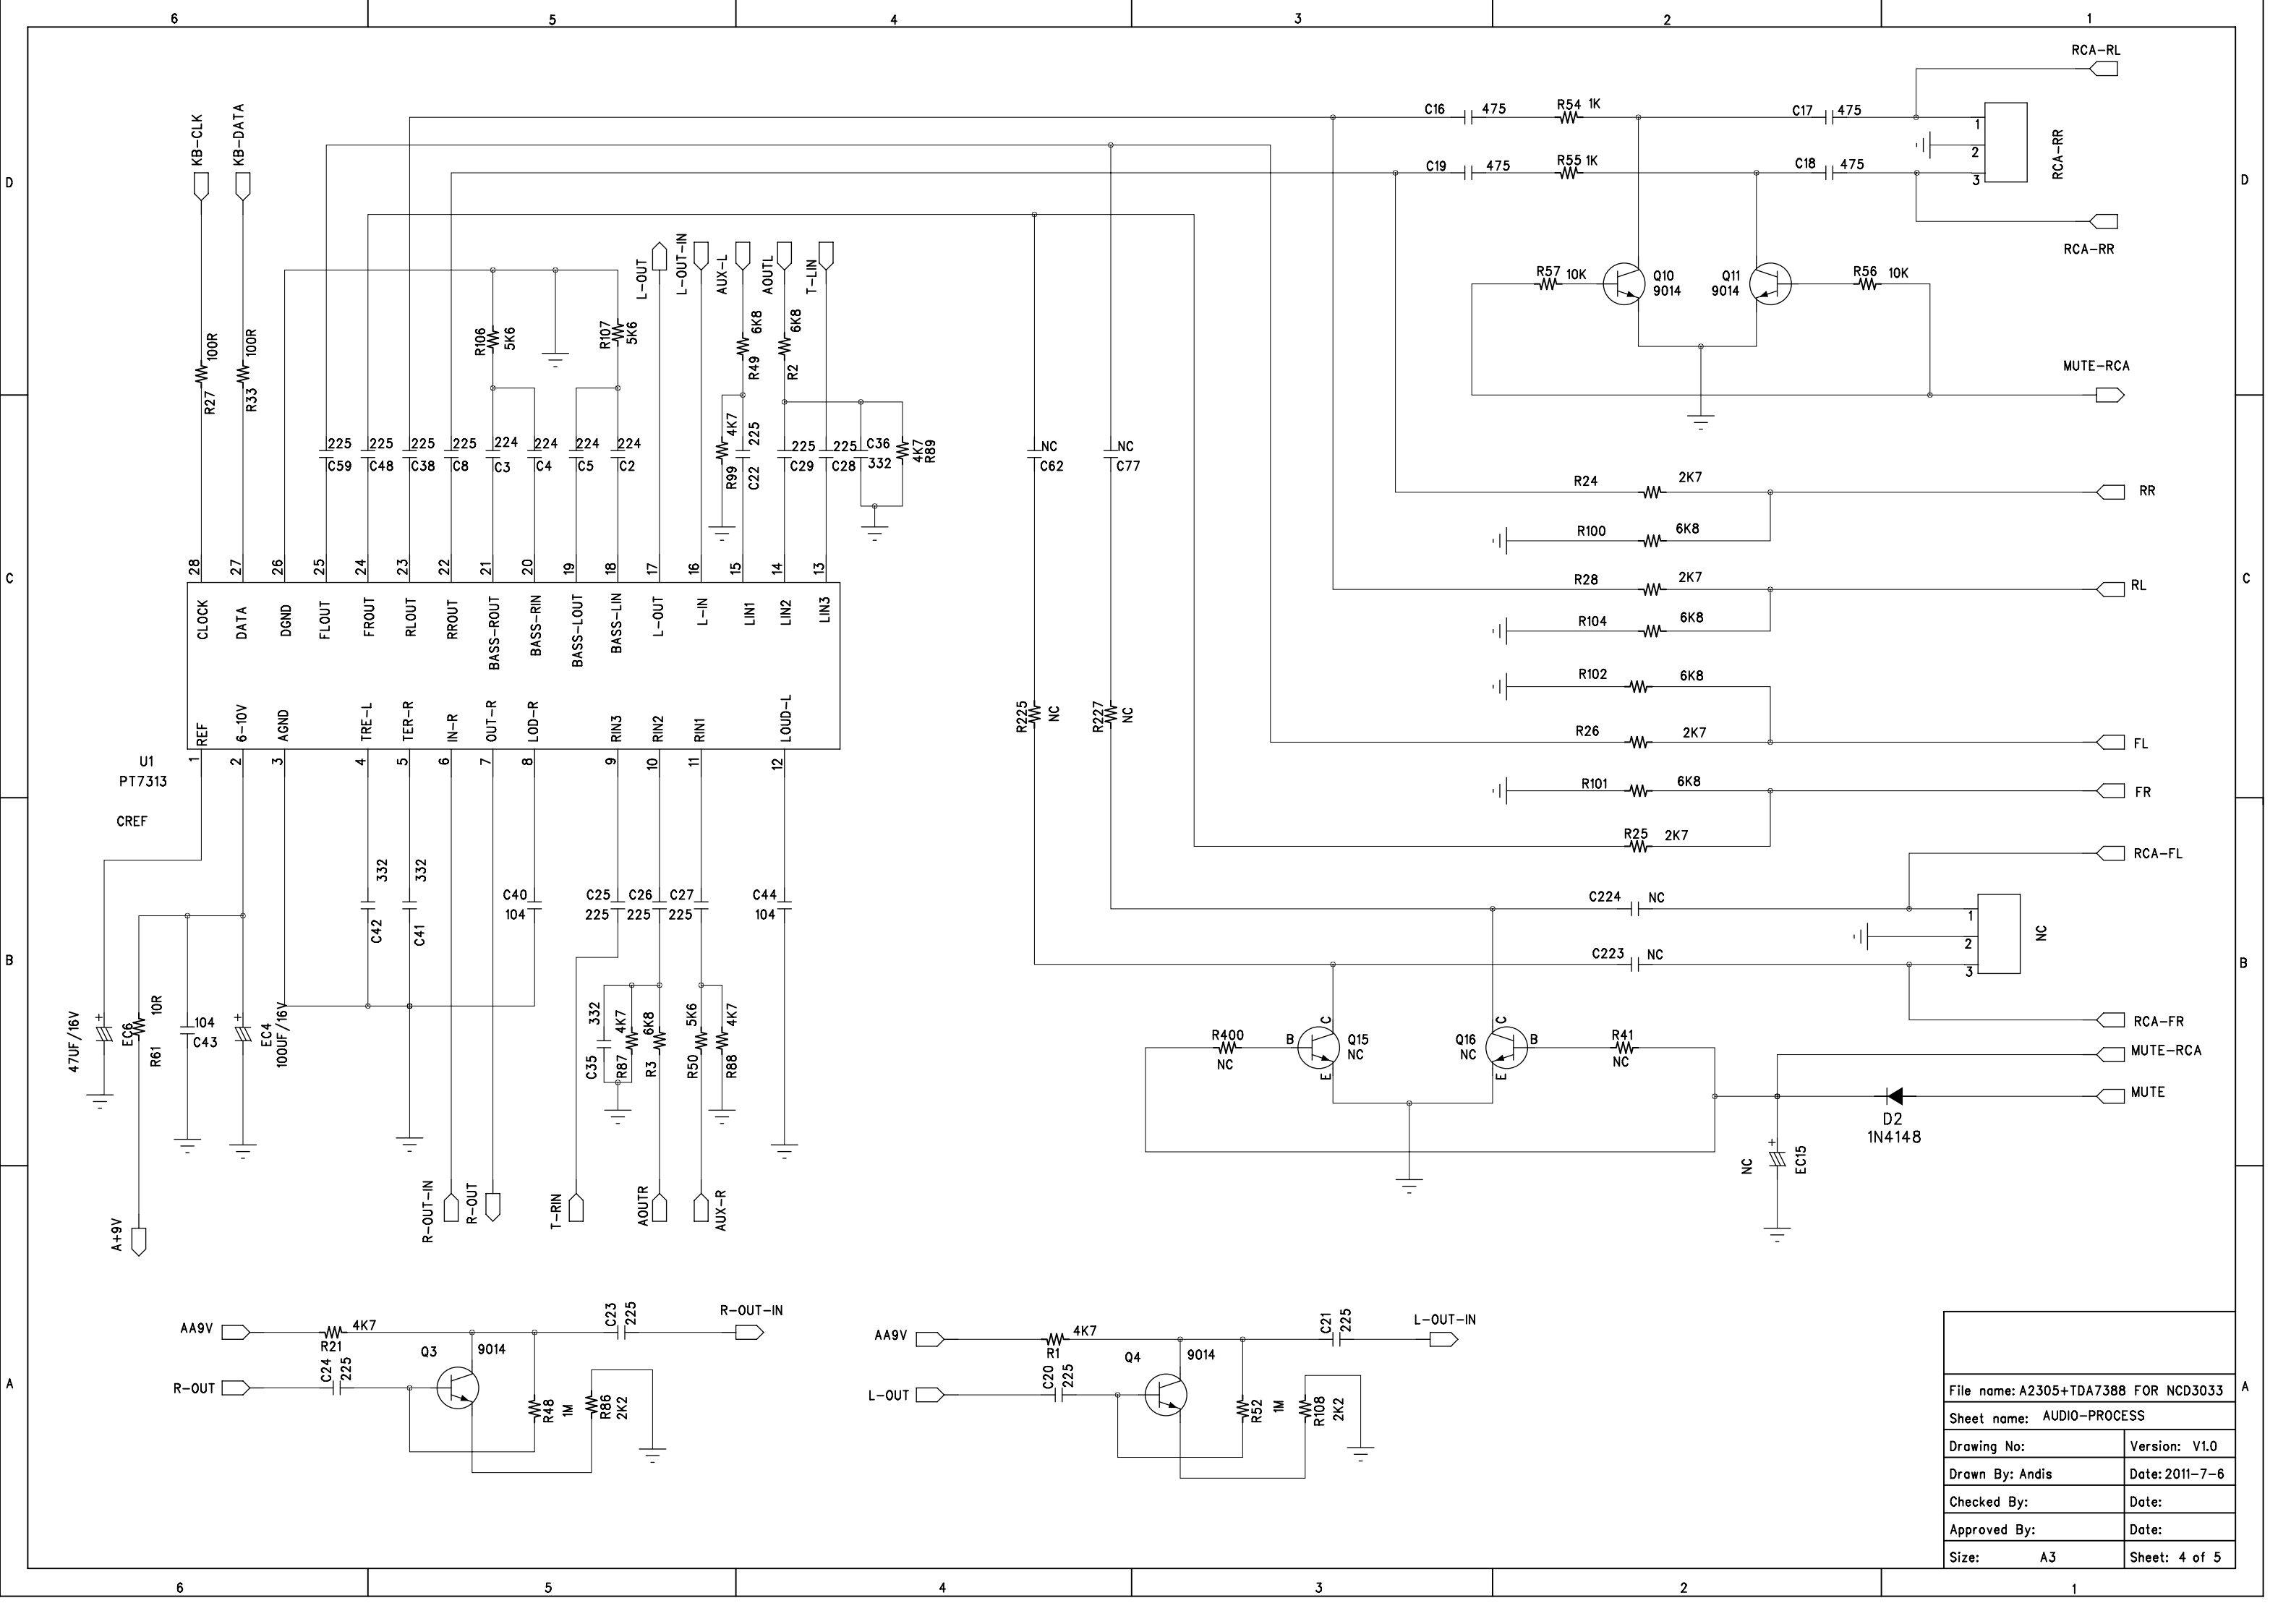 6 5 4 3 2 1
RCA-RL
KB-CLK
KB-DATA
C16 475 R54 1K C17 475
1
2
3
RCA-RR
C19 475 R55 1K C18 475
D D
RCA-RR
L-OUT
L-OUT-IN
AUX-L
AOUTL
T-LIN
R57 10K Q10 9014
Q11 9014 R56 10K
MUTE-RCA
R27 100R
R33 100R
R106 5K6
R107 5K6
R49 6K8
R2 6K8
R99 4K7
C22 225
225 C59
225 C48
225 C38
225 C8
224 C3
224 C4
224 C5
224 C2
225 C29
225 C28
C36 332
4K7 R89
NC C62
NC C77
R24 2K7 RR
R100 6K8
C C
R28 2K7 RL
R104 6K8
R102 6K8
R26 2K7 FL
R101 6K8 FR
R25 2K7
28 27 26 25 24 23 22 21 20 19 18 17 16 15 14 13
CLOCK
DATA
DGND
FLOUT
FROUT
RLOUT
RROUT
BASS-ROUT
BASS-RIN
BASS-LOUT
BASS-LIN
L-OUT
L-IN
LIN1
LIN2
LIN3
REF
6-10V
AGND
TRE-L
TER-R
IN-R
OUT-R
LOD-R
RIN3
RIN2
RIN1
LOUD-L
1 2 3 4 5 6 7 8 9 10 11 12
U1
PT7313
CREF
R225 NC
R227 NC
RCA-FL
C224 NC
1
2
3
NC
C223 NC
RCA-FR
332 C42
332 C41
C40 104
C25 225
C26 225
C27 225
C44 104
B B
47UF/16V
EC6
R61 10R
104 C43
EC4
100UF/16V
+
+
C35 332
R87 4K7
R3 6K8
R50 5K6
R88 4K7
R400 NC
B C E
Q15 NC
Q16 NC
C B E
R41 NC
MUTE-RCA
MUTE
D2
1N4148
+
NC
EC15
A+9V
R-OUT-IN
R-OUT
T-RIN
AOUTR
AUX-R
AA9V R21 4K7 C23 225 R-OUT-IN
Q3 9014
R-OUT C24 225
R48 1M
R86 2K2
AA9V R1 4K7 C21 225 L-OUT-IN
Q4 9014
L-OUT C20 225
R52 1M
R108 2K2
A A
File name: A2305+TDA7388 FOR NCD3033
Sheet name: AUDIO-PROCESS
Drawing No: Version: V1.0
Drawn By: Andis Date: 2011-7-6
Checked By: Date:
Approved By: Date:
Size: A3 Sheet: 4 of 5
6 5 4 3 2 1